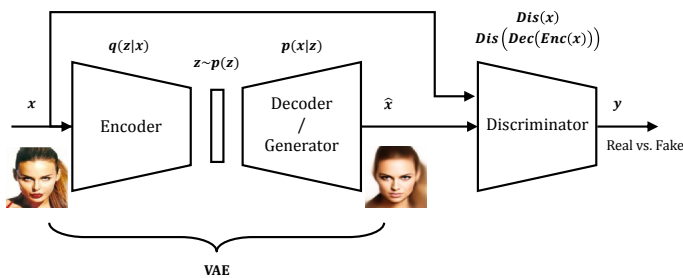 Dis(x)
Dis(Dec(Enc(x)))
q(z|x)
z~p(z)
p(x|z)
x
Encoder
Decoder
/
Generator
x̂
Discriminator
y
Real vs. Fake
VAE